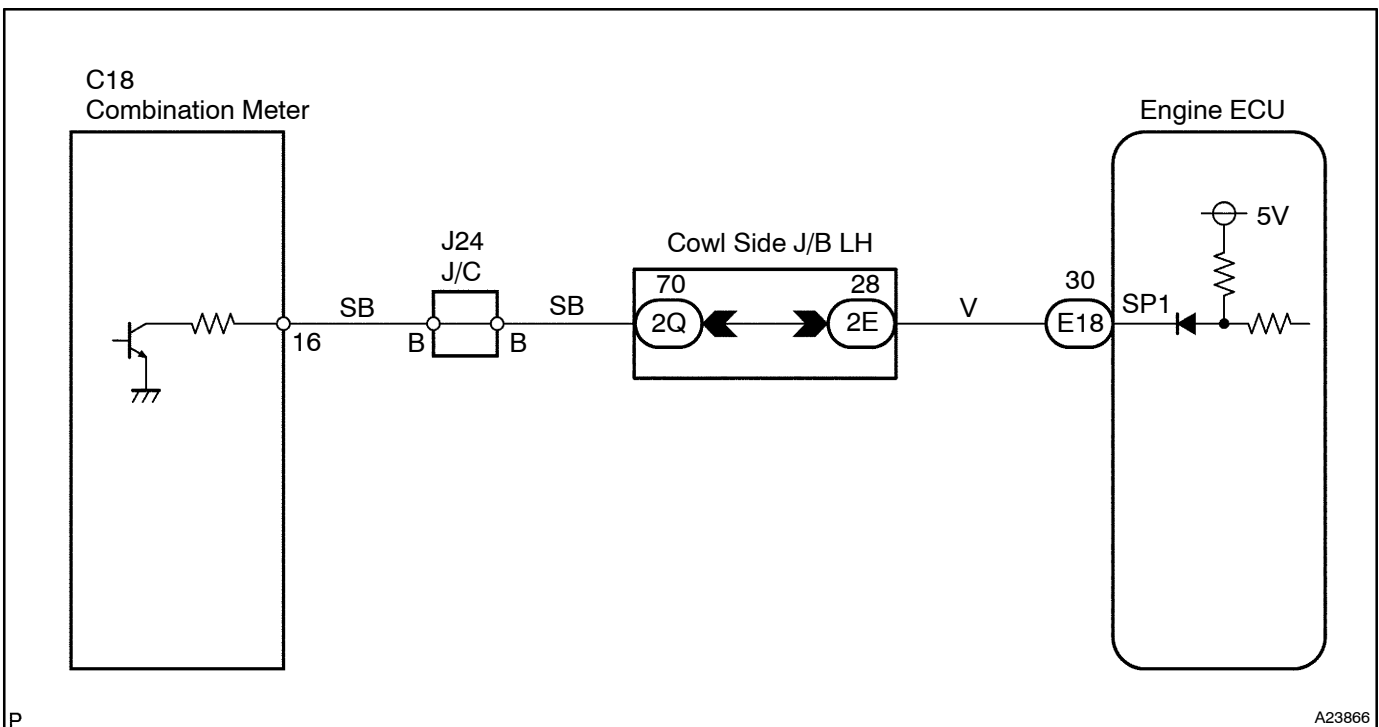 C18
Combination Meter
Engine ECU
5V
J24
J/C
Cowl Side J/B LH
70
28
30
SB
SB
2Q
2E
V
E18
SP1
16
B
B
P
A23866